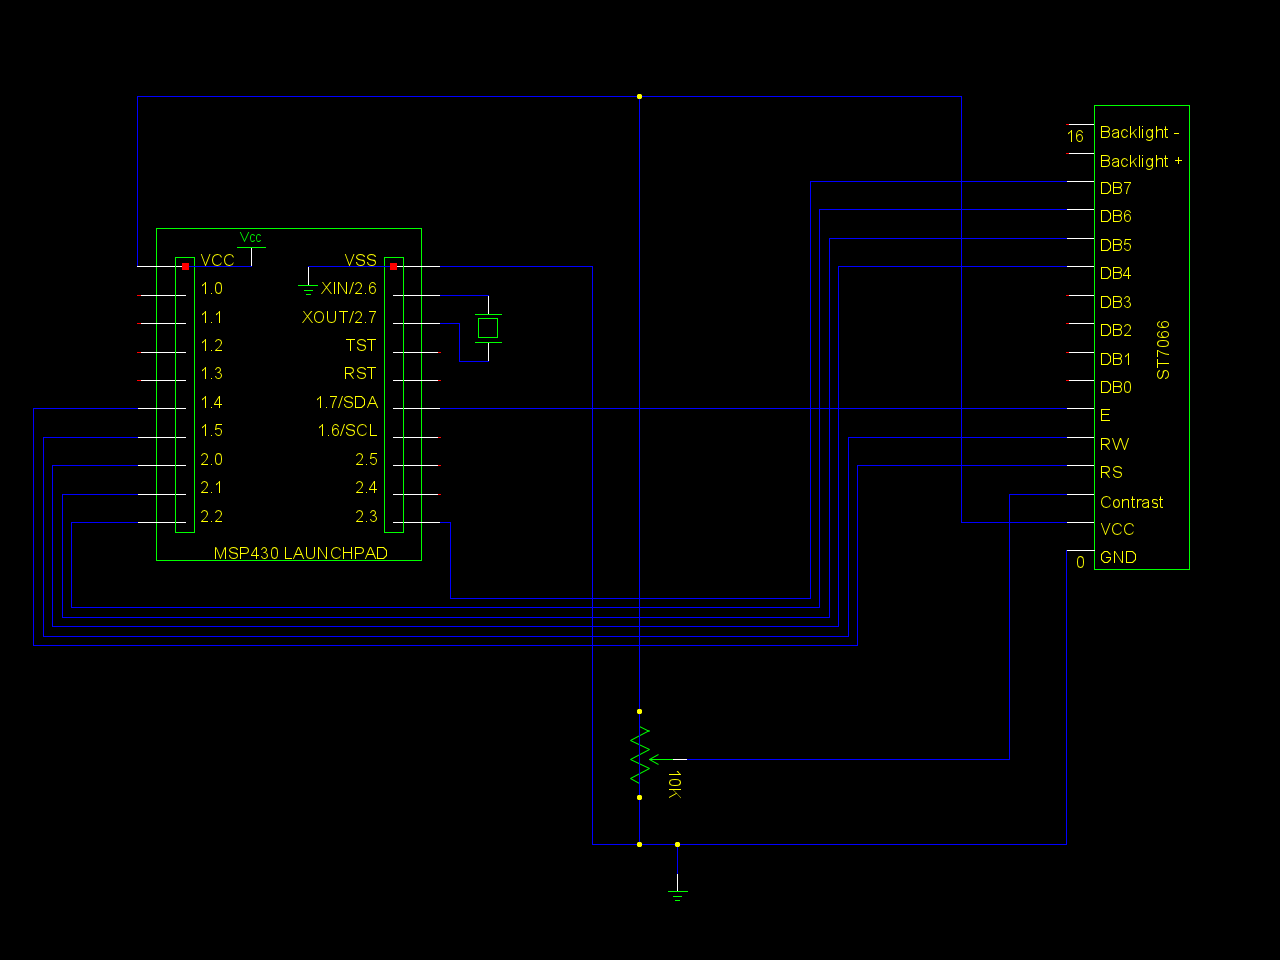 Vcc
VCC
1.0
1.1
1.2
1.3
1.4
1.5
2.0
2.1
2.2
VSS
XIN/2.6
XOUT/2.7
TST
RST
1.7/SDA
1.6/SCL
2.5
2.4
2.3
MSP430 LAUNCHPAD
10K
16
Backlight -
Backlight +
DB7
DB6
DB5
DB4
DB3
DB2
DB1
DB0
E
RW
RS
Contrast
VCC
GND
0
ST7066